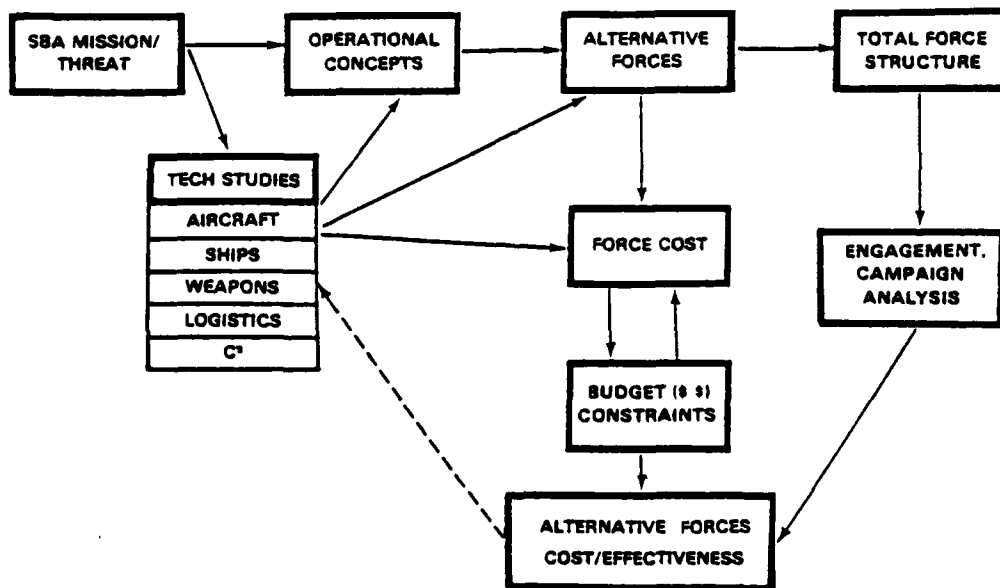 SBA MISSION/
THREAT
OPERATIONAL
CONCEPTS
ALTERNATIVE
FORCES
TOTAL FORCE
STRUCTURE
TECH STUDIES
AIRCRAFT
SHIPS
WEAPONS
LOGISTICS
C³
FORCE COST
ENGAGEMENT.
CAMPAIGN
ANALYSIS
BUDGET ($ $)
CONSTRAINTS
ALTERNATIVE FORCES
COST/EFFECTIVENESS